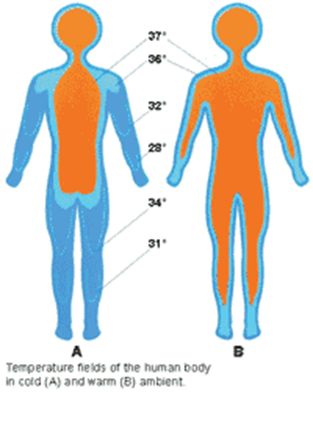 37°
36°
32°
28°
34°
31°
A B
Temperature fields of the human body
in cold (A) and warm (B) ambient.